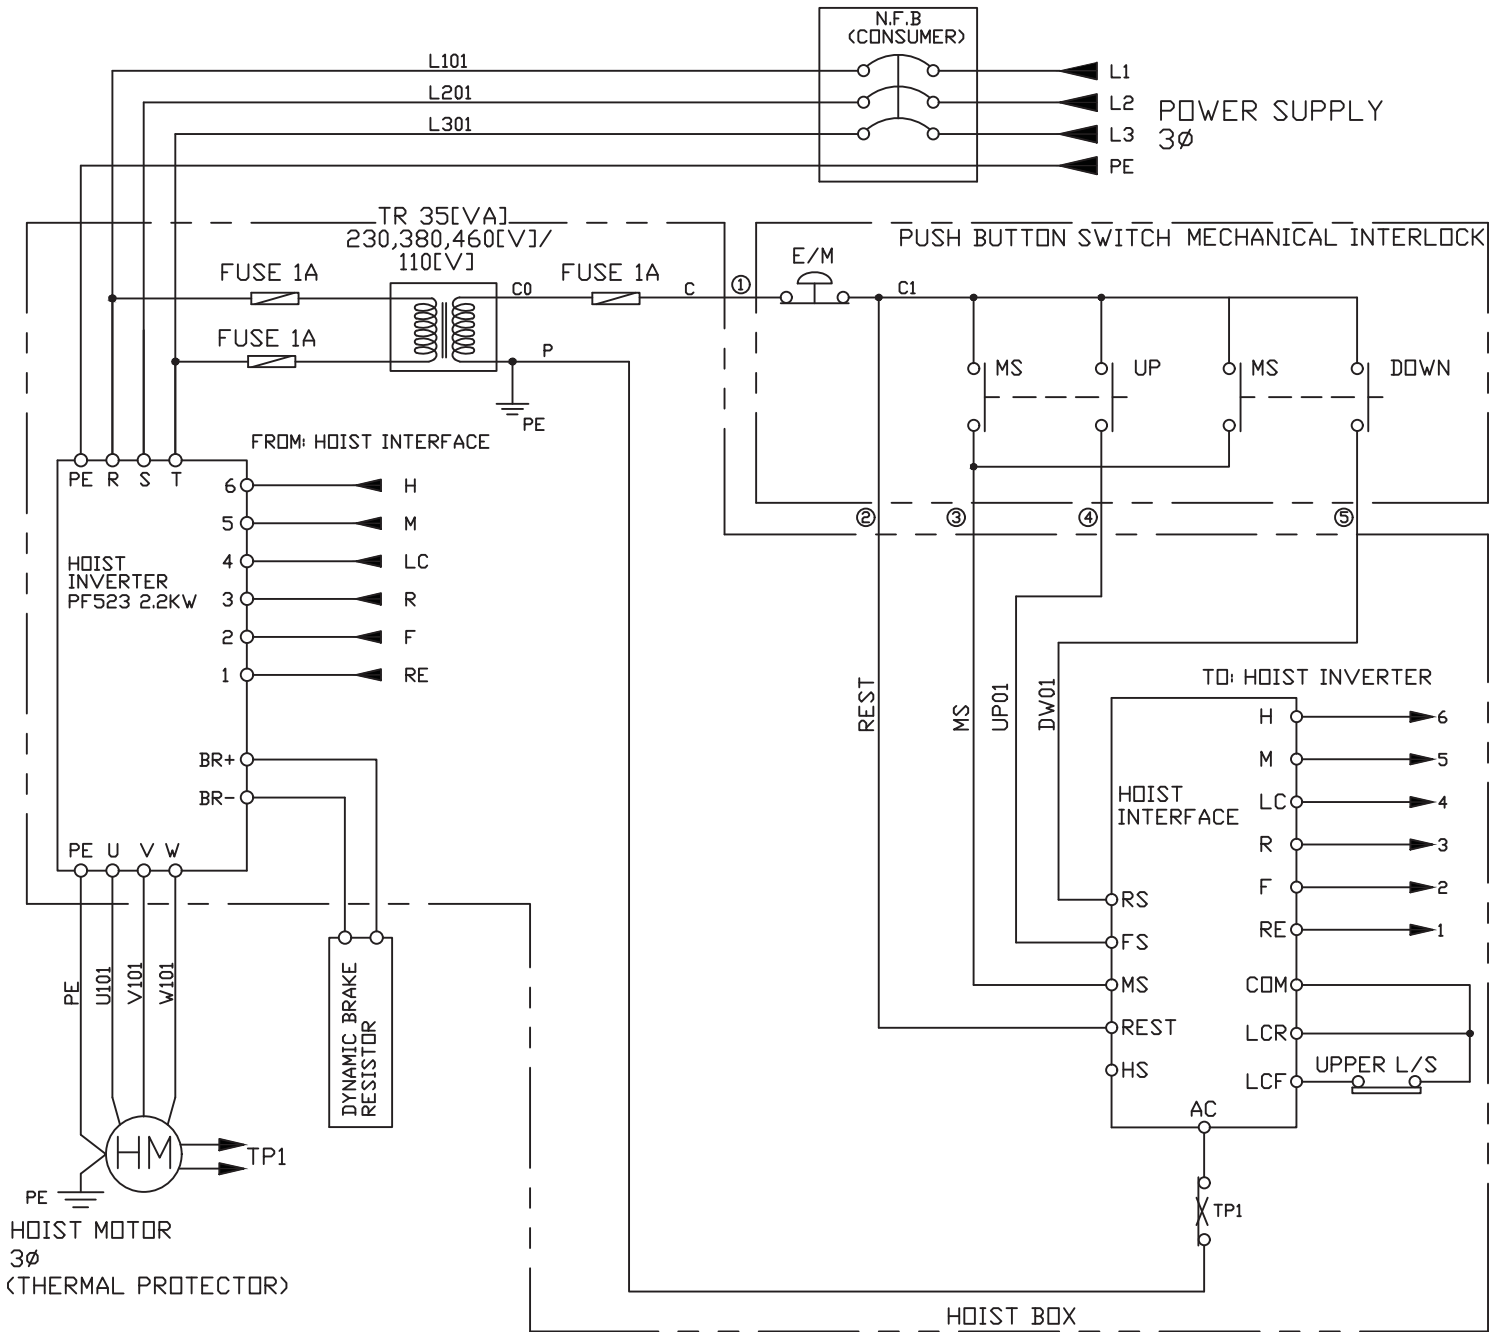 N.F.B
(CONSUMER)
L101
L1
L201
L2
POWER SUPPLY
L301
L3
3Ø
PE
TR 35[VA]
230,380,460[V]/
110[V]
PUSH BUTTON SWITCH MECHANICAL INTERLOCK
FUSE 1A
FUSE 1A
E/M
C0
C
①
C1
FUSE 1A
P
MS
UP
MS
DOWN
PE
FROM: HOIST INTERFACE
PE R S T
6
H
5
M
4
LC
3
R
2
F
1
RE
HOIST
INVERTER
PF523 2.2KW
②
③
④
⑤
BR+
BR-
PE U V W
REST
MS
UP01
DW01
TO: HOIST INVERTER
H
6
M
5
LC
4
R
3
F
2
RE
1
HOIST
INTERFACE
RS
FS
MS
REST
HS
COM
LCR
LCF
UPPER L/S
AC
TP1
PE
U101
V101
W101
DYNAMIC BRAKE
RESISTOR
HM
TP1
PE
HOIST MOTOR
3Ø
(THERMAL PROTECTOR)
HOIST BOX